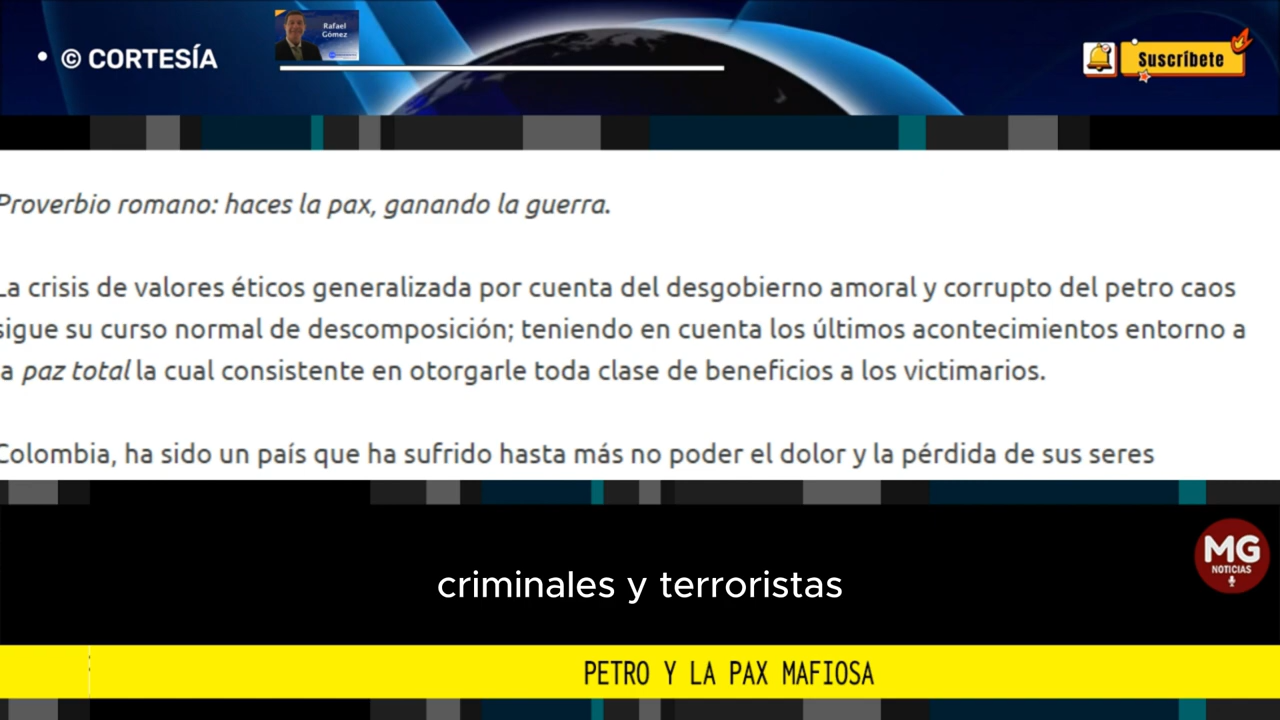 • © CORTESÍA
Rafael
Gómez
Suscríbete
Proverbio romano: haces la pax, ganando la guerra.
La crisis de valores éticos generalizada por cuenta del desgobierno amoral y corrupto del petro caos
sigue su curso normal de descomposición; teniendo en cuenta los últimos acontecimientos entorno a
la paz total la cual consistente en otorgarle toda clase de beneficios a los victimarios.
Colombia, ha sido un país que ha sufrido hasta más no poder el dolor y la pérdida de sus seres
MG
NOTICIAS
criminales y terroristas
PETRO Y LA PAX MAFIOSA